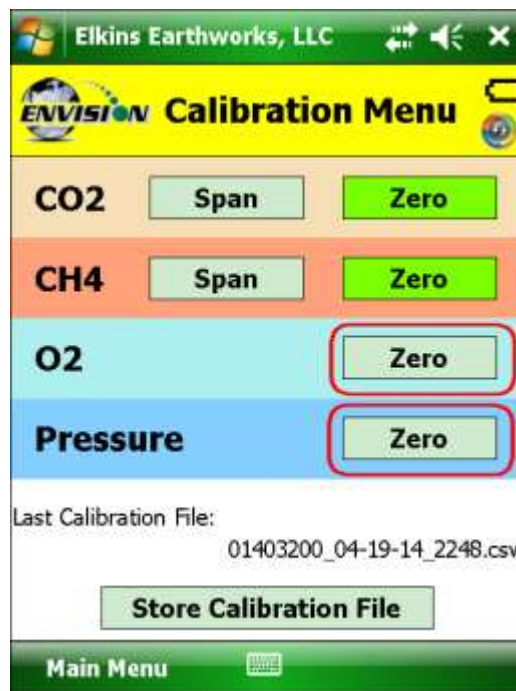 Elkins Earthworks, LLC
ENVISION Calibration Menu
CO2 Span Zero
CH4 Span Zero
O2 Zero
Pressure Zero
Last Calibration File:
01403200_04-19-14_2248.csv
Store Calibration File
Main Menu